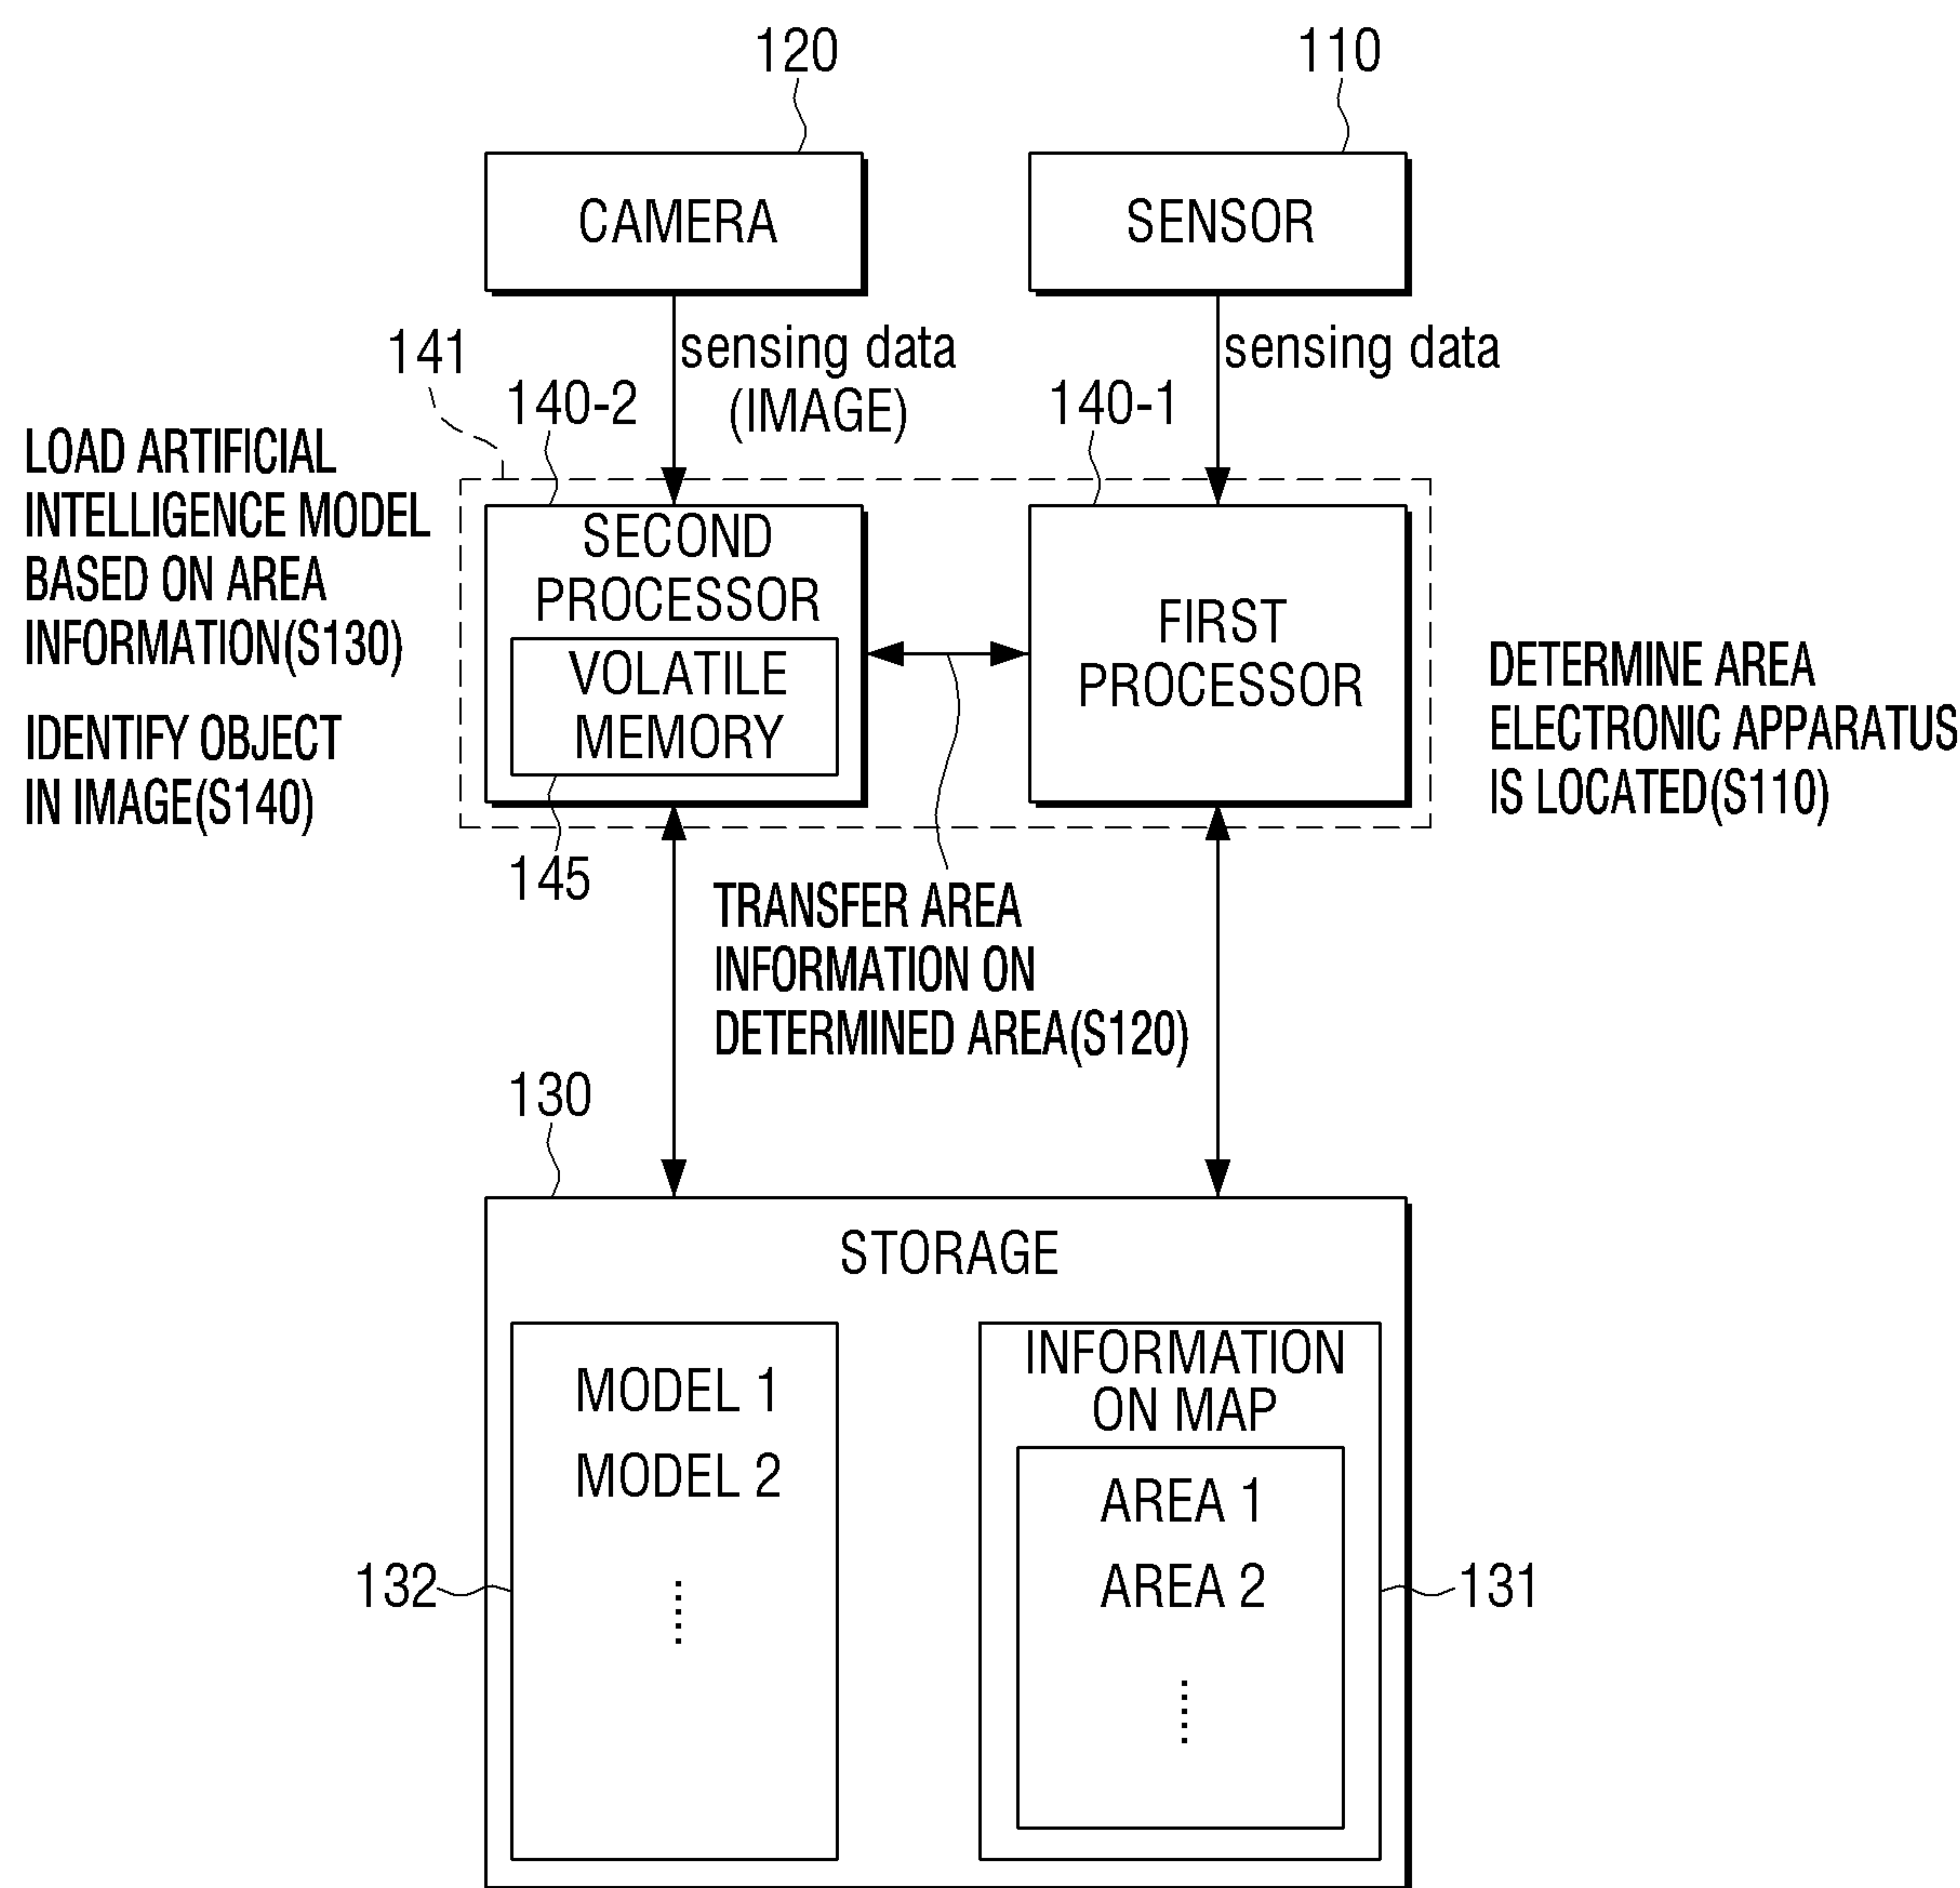 120
110
CAMERA
SENSOR
141
sensing data
(IMAGE)
sensing data
140-2
140-1
LOAD ARTIFICIAL
INTELLIGENCE MODEL
BASED ON AREA
INFORMATION(S130)
IDENTIFY OBJECT
IN IMAGE(S140)
SECOND
PROCESSOR
VOLATILE
MEMORY
FIRST
PROCESSOR
DETERMINE AREA
ELECTRONIC APPARATUS
IS LOCATED(S110)
145
TRANSFER AREA
INFORMATION ON
DETERMINED AREA(S120)
130
STORAGE
MODEL 1
MODEL 2
INFORMATION
ON MAP
AREA 1
AREA 2
132
131